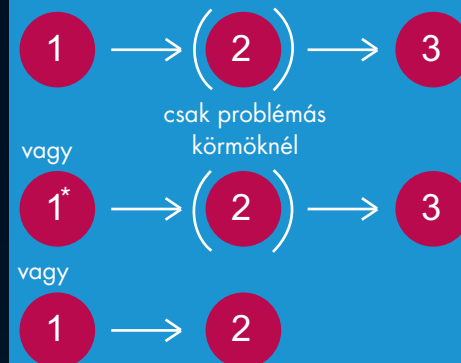 1 → (2) → 3
csak problémás
körmöknél
vagy
1* → (2) → 3
vagy
1 → 2